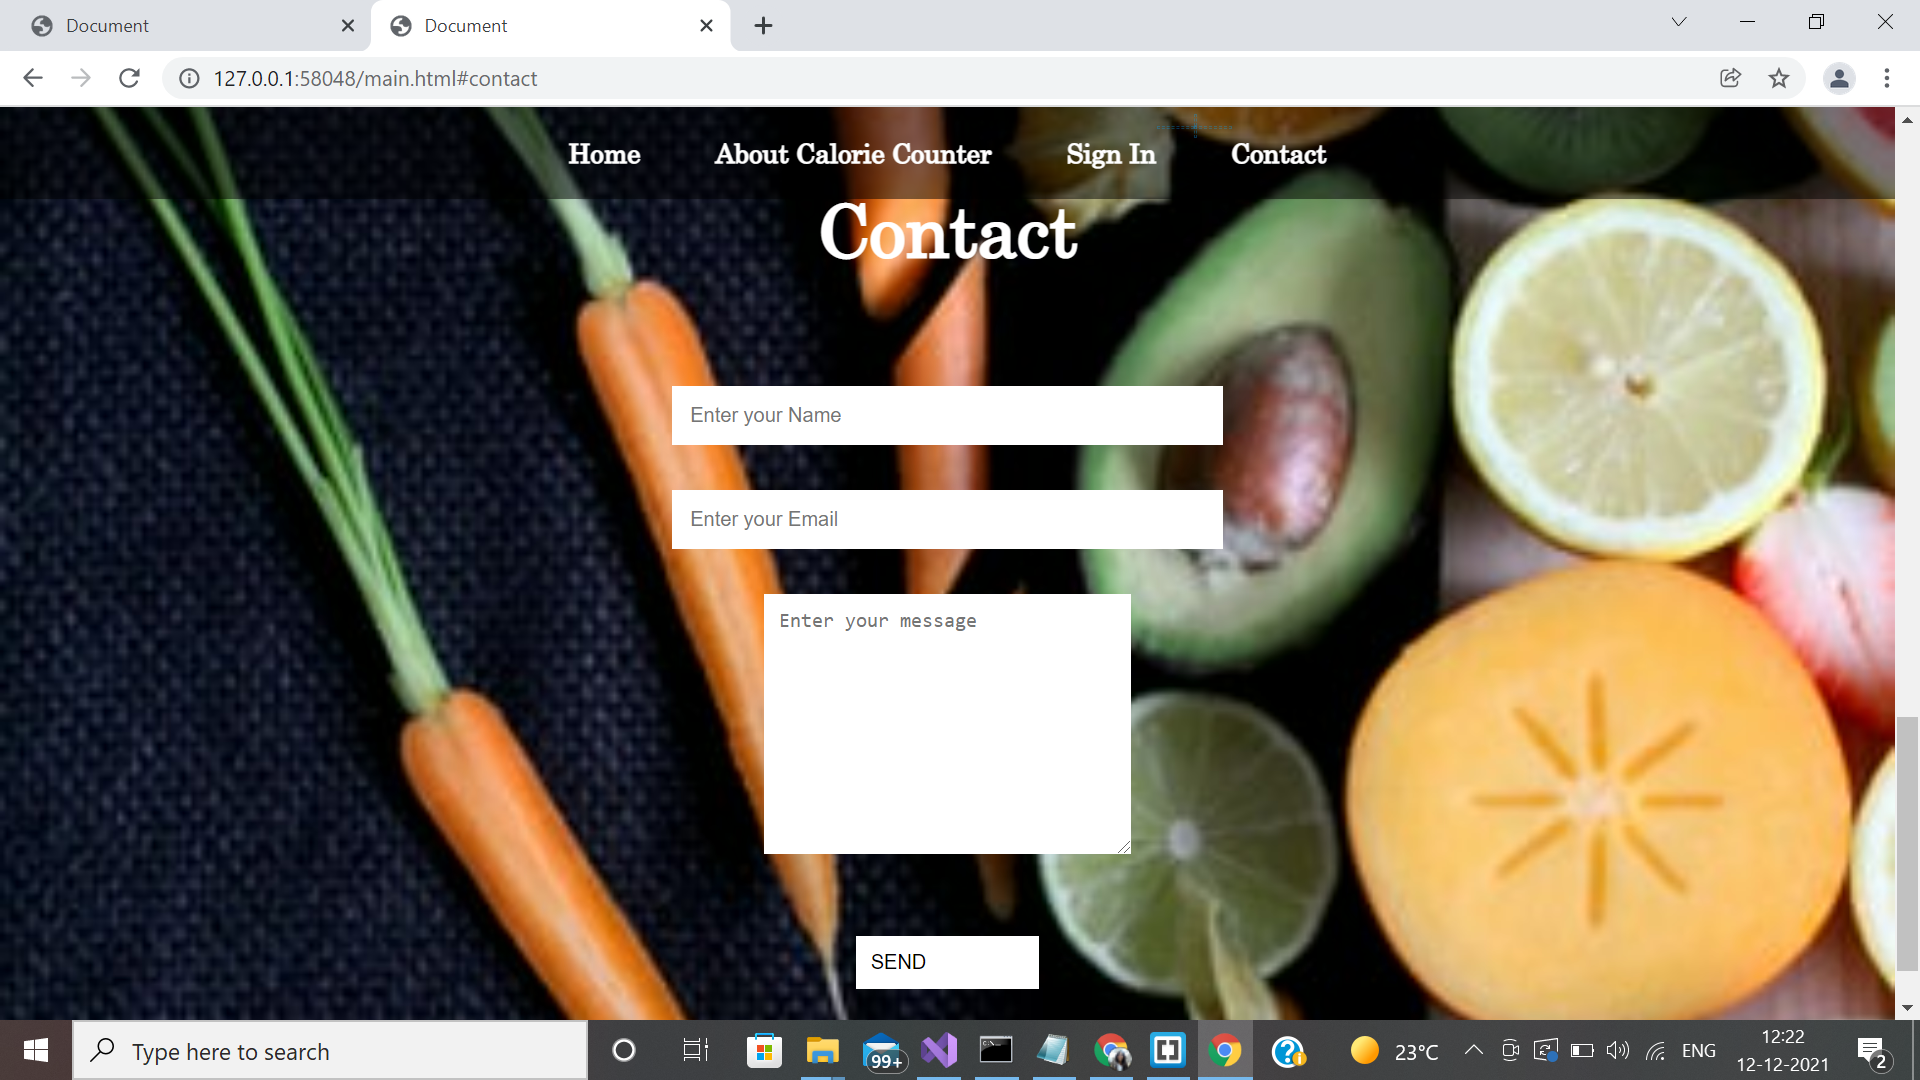 Document
Document
127.0.0.1:58048/main.html#contact
Home About Calorie Counter Sign In Contact
Contact
Enter your Name
Enter your Email
Enter your message
SEND
Type here to search
99+
23°C
ENG
12:22
12-12-2021
2